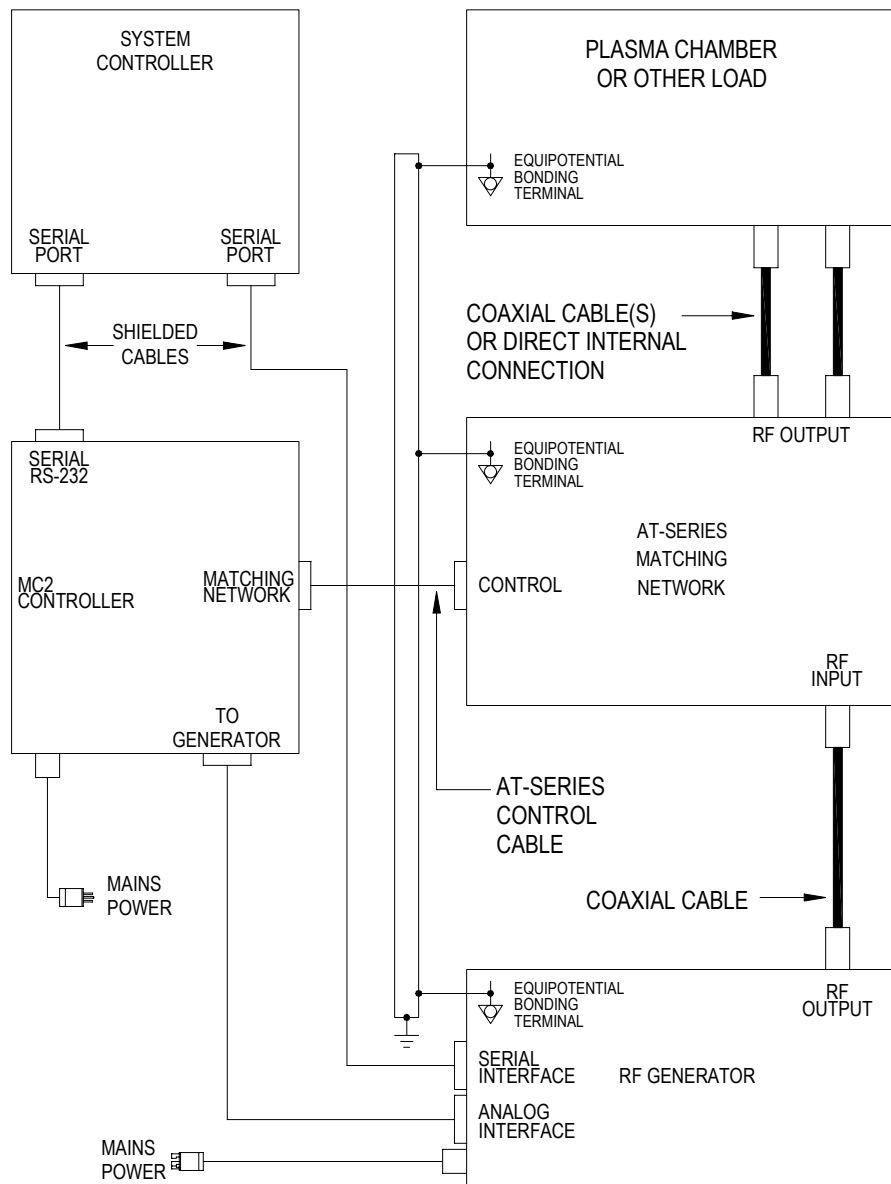 SYSTEM
CONTROLLER
SERIAL
PORT
SERIAL
PORT
SHIELDED
CABLES
SERIAL
RS-232
MC2
CONTROLLER
MATCHING
NETWORK
TO
GENERATOR
MAINS
POWER
PLASMA CHAMBER
OR OTHER LOAD
EQUIPOTENTIAL
BONDING
TERMINAL
COAXIAL CABLE(S)
OR DIRECT INTERNAL
CONNECTION
RF OUTPUT
EQUIPOTENTIAL
BONDING
TERMINAL
AT-SERIES
MATCHING
NETWORK
CONTROL
RF
INPUT
AT-SERIES
CONTROL
CABLE
COAXIAL CABLE
EQUIPOTENTIAL
BONDING
TERMINAL
RF
OUTPUT
SERIAL
INTERFACE
RF GENERATOR
ANALOG
INTERFACE
MAINS
POWER